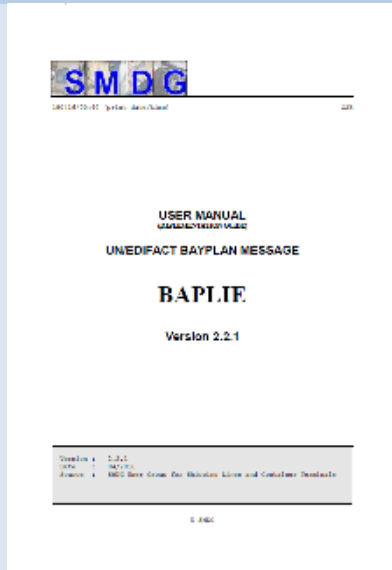 SMDG
USER MANUAL
UN/EDIFACT BAYPLAN MESSAGE
BAPLIE
Version 2.2.1
Version : 2.2.1
Source : SMDG User Group for Shipping Lines and Container Terminals
© SMDG